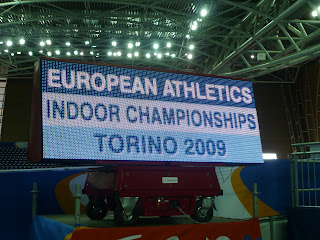 EUROPEAN ATHLETICS
INDOOR CHAMPIONSHIPS
TORINO 2009